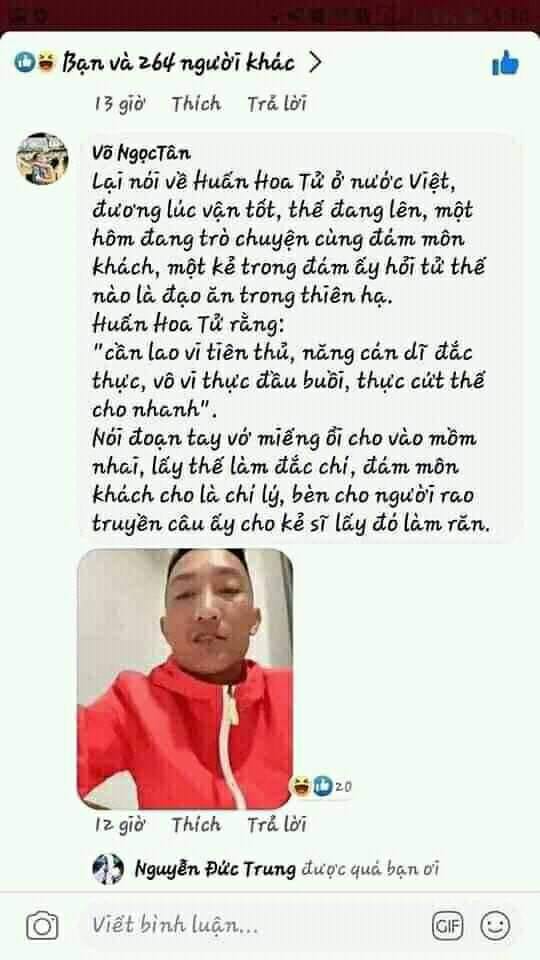 Bạn và 264 người khác
13 giờ Thích Trả lời
Võ NgọcTân
Lại nói về Huấn Hoa Tử ở nước Việt,
đương lúc vận tốt, thế đang lên, một
hôm đang trò chuyện cùng đám môn
khách, một kẻ trong đám ấy hỏi tử thế
nào là đạo ăn trong thiên hạ.
Huấn Hoa Tử rằng:
"cần lao vi tiên thủ, năng cán dĩ đắc
thực, vô vi thực đầu buồi, thực cứt thế
cho nhanh".
Nói đoạn tay vớ miếng ổi cho vào mồm
nhai, lấy thế làm đắc chí, đám môn
khách cho là chí lý, bèn cho người rao
truyền câu ấy cho kẻ sĩ lấy đó làm răn.
20
12 giờ Thích Trả lời
Nguyễn Đức Trung được quá bạn ơi
Viết bình luận...
GIF